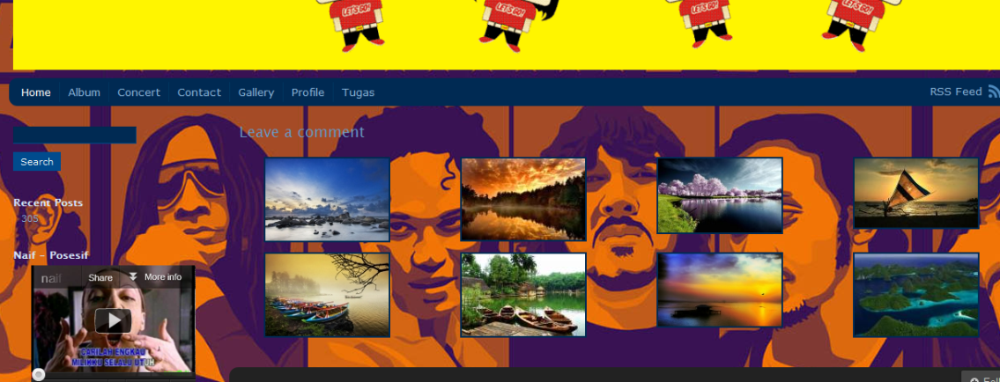 LET'S GO!
LET'S GO!
LET'S GO!
LET'S GO!
Home Album Concert Contact Gallery Profile Tugas RSS Feed
Leave a comment
Search
Recent Posts
305
Naif – Posesif
naif Share More info
CARILAH ENGKAU
MILIKKU SELALU UTUH